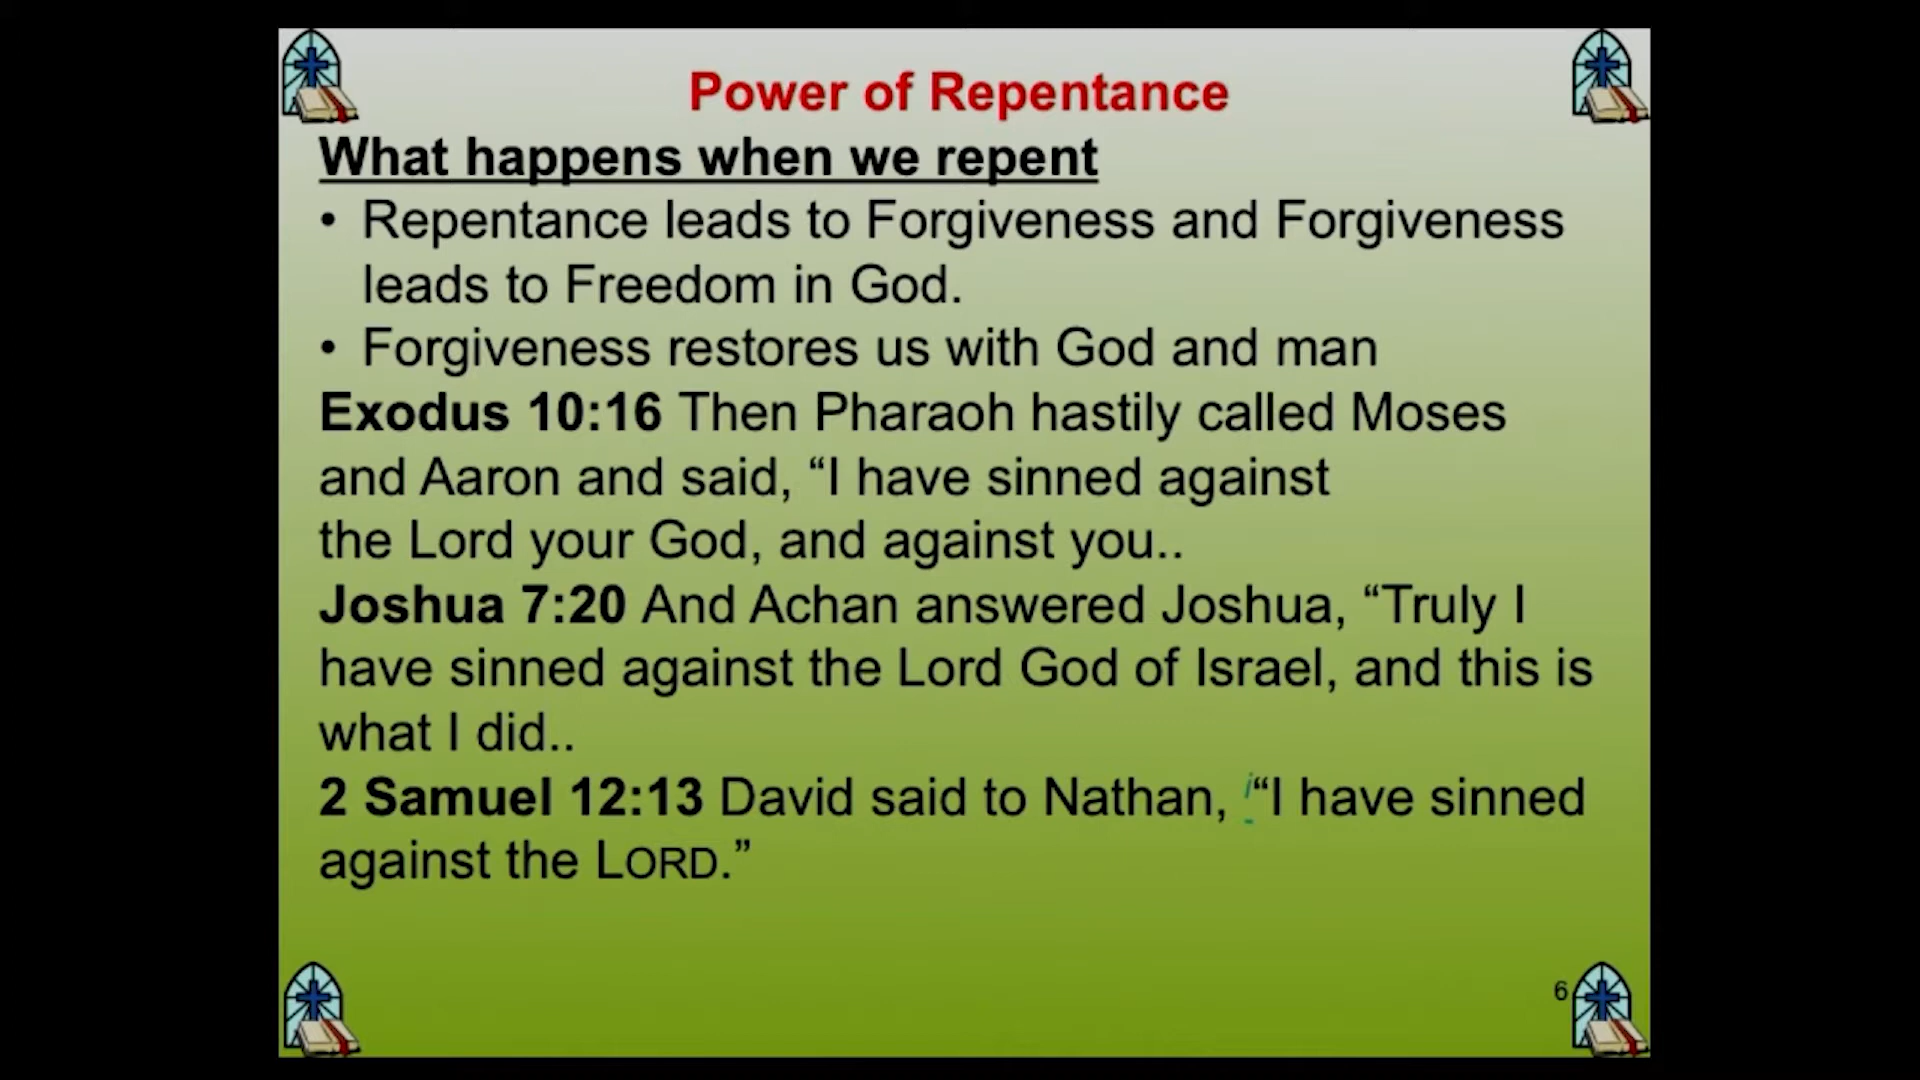 Power of Repentance
What happens when we repent
• Repentance leads to Forgiveness and Forgiveness
leads to Freedom in God.
• Forgiveness restores us with God and man
Exodus 10:16 Then Pharaoh hastily called Moses
and Aaron and said, “I have sinned against
the Lord your God, and against you..
Joshua 7:20 And Achan answered Joshua, “Truly I
have sinned against the Lord God of Israel, and this is
what I did..
2 Samuel 12:13 David said to Nathan, i“I have sinned
against the LORD.”
6